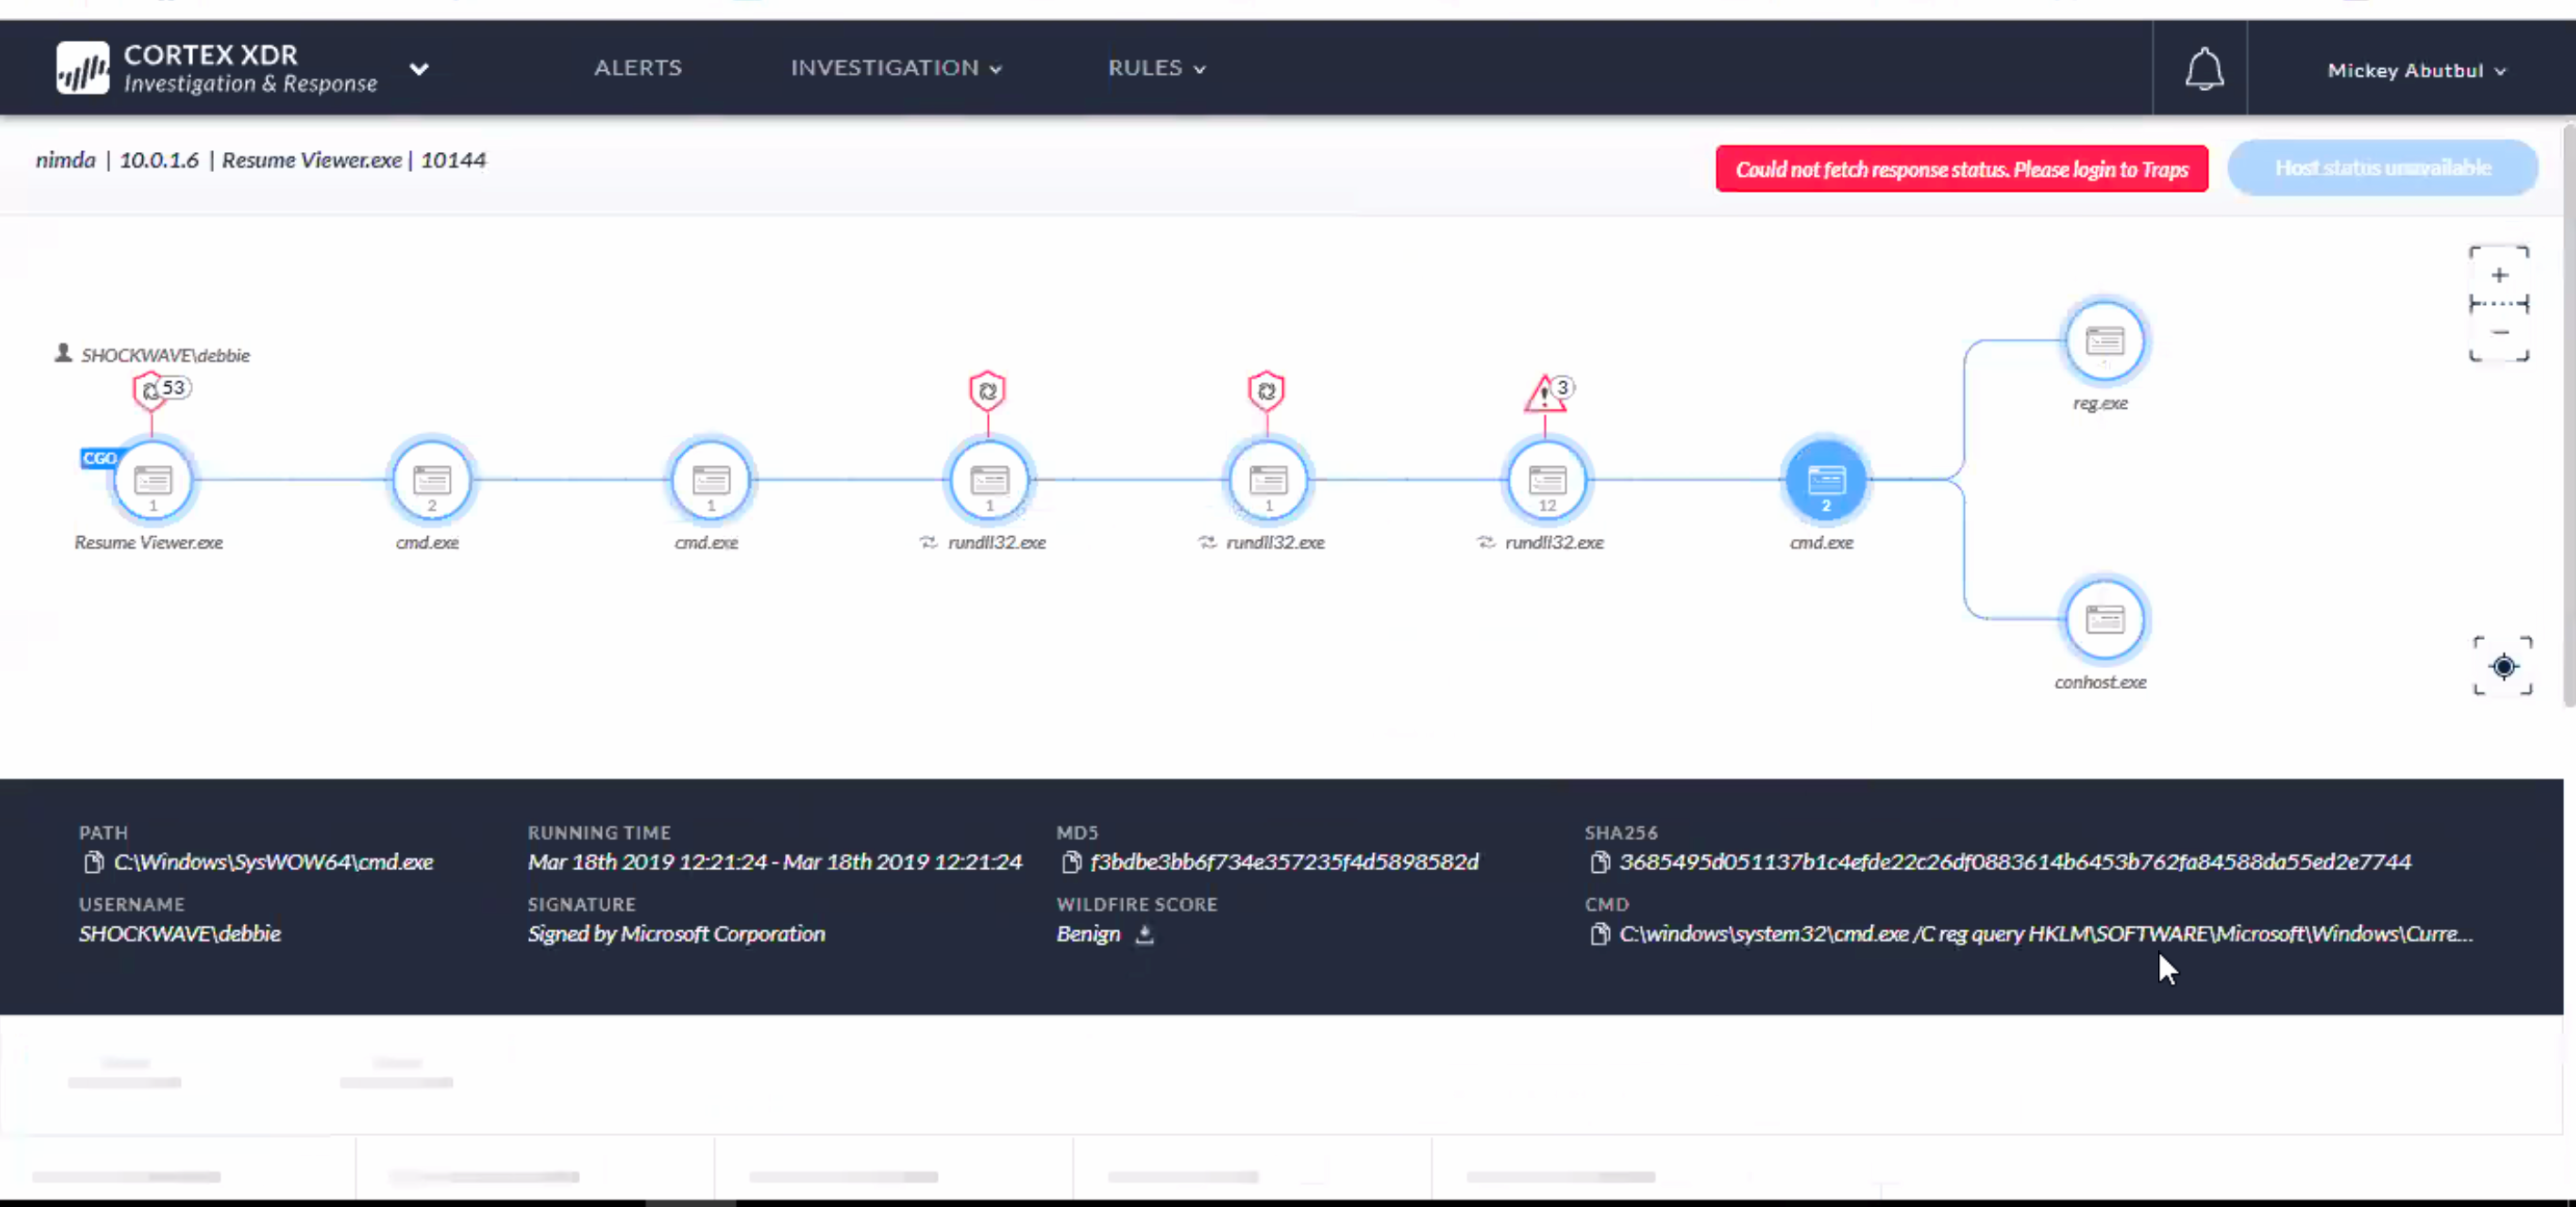 CORTEX XDR
Investigation & Response
ALERTS
INVESTIGATION
RULES
Mickey Abutbul
nimda | 10.0.1.6 | Resume Viewer.exe | 10144
Could not fetch response status. Please login to Traps
Host status unavailable
SHOCKWAVE\debbie
53
3
CGO
1
2
1
1
1
12
2
Resume Viewer.exe
cmd.exe
cmd.exe
rundll32.exe
rundll32.exe
rundll32.exe
cmd.exe
reg.exe
conhost.exe
PATH
C:\Windows\SysWOW64\cmd.exe
RUNNING TIME
Mar 18th 2019 12:21:24 - Mar 18th 2019 12:21:24
MD5
f3bdbe3bb6f734e357235f4d5898582d
SHA256
3685495d051137b1c4efde22c26df0883614b6453b762fa84588da55ed2e7744
USERNAME
SHOCKWAVE\debbie
SIGNATURE
Signed by Microsoft Corporation
WILDFIRE SCORE
Benign
CMD
C:\windows\system32\cmd.exe /C reg query HKLM\SOFTWARE\Microsoft\Windows\Curre...